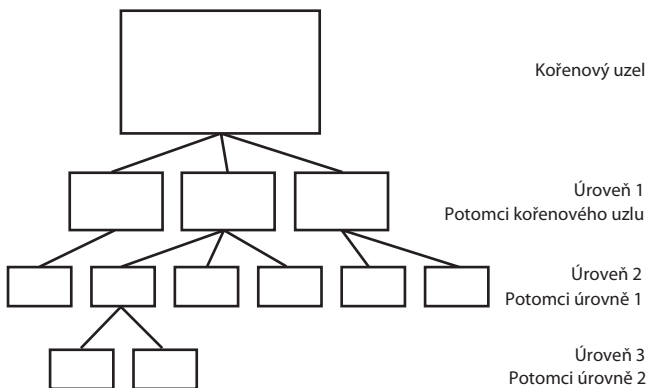 Kořenový uzel
Úroveň 1
Potomci kořenového uzlu
Úroveň 2
Potomci úrovně 1
Úroveň 3
Potomci úrovně 2